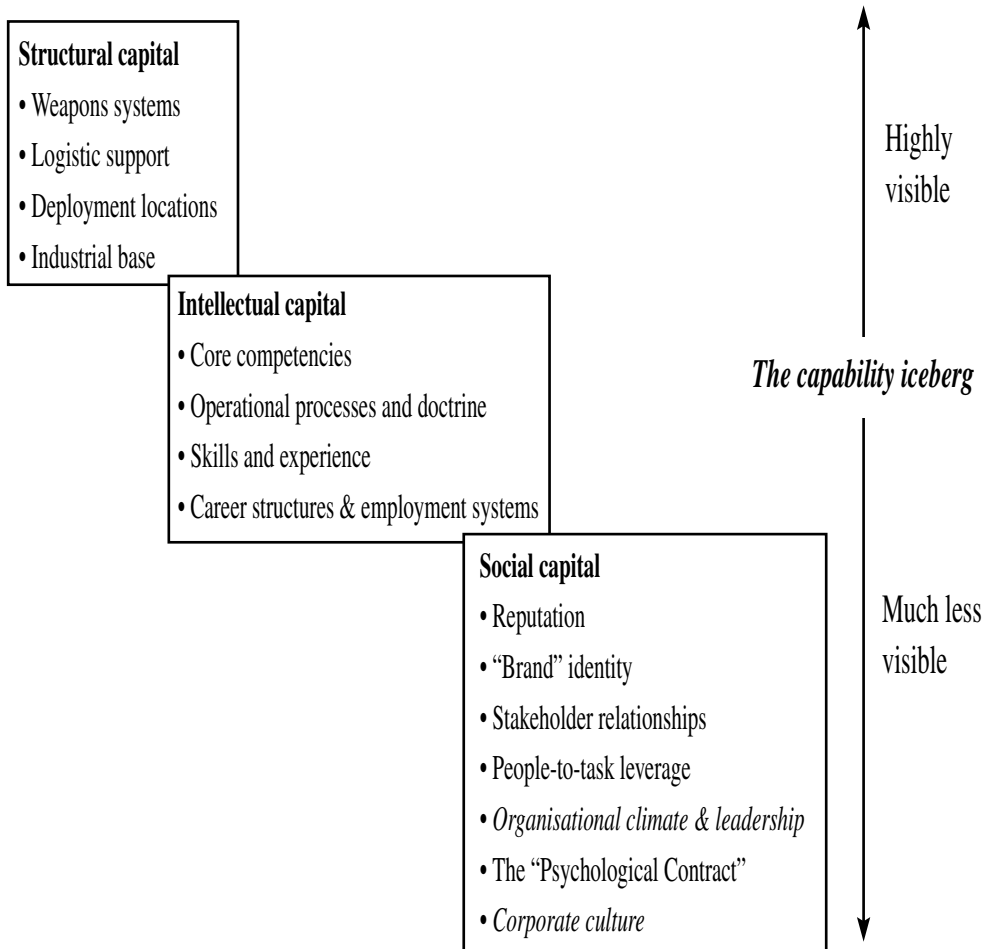 Structural capital
• Weapons systems
• Logistic support
• Deployment locations
• Industrial base
Intellectual capital
• Core competencies
• Operational processes and doctrine
• Skills and experience
• Career structures & employment systems
Social capital
• Reputation
• “Brand” identity
• Stakeholder relationships
• People-to-task leverage
• Organisational climate & leadership
• The “Psychological Contract”
• Corporate culture
Highly
visible
The capability iceberg
Much less
visible